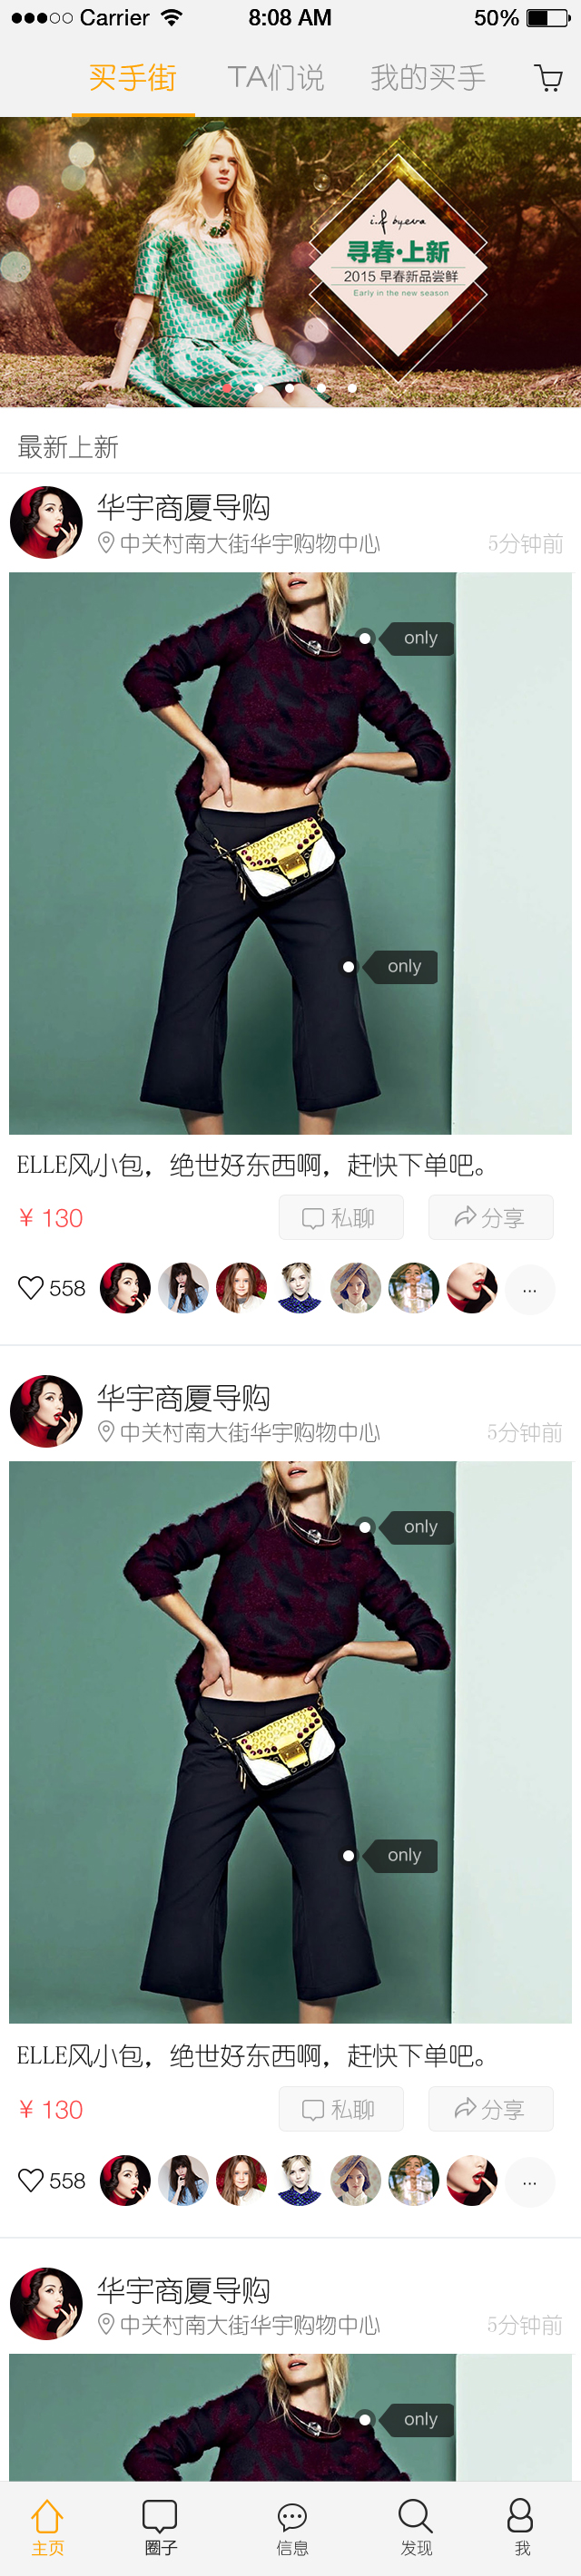 Carrier 8:08 AM 50%
买手街 TA们说 我的买手
i.f byeva
寻春·上新
2015 早春新品尝鲜
Early in the new season
最新上新
华宇商厦导购
中关村南大街华宇购物中心 5分钟前
only
only
ELLE风小包，绝世好东西啊，赶快下单吧。
¥ 130 私聊 分享
558 ...
华宇商厦导购
中关村南大街华宇购物中心 5分钟前
only
only
ELLE风小包，绝世好东西啊，赶快下单吧。
¥ 130 私聊 分享
558 ...
华宇商厦导购
中关村南大街华宇购物中心 5分钟前
only
主页 圈子 信息 发现 我